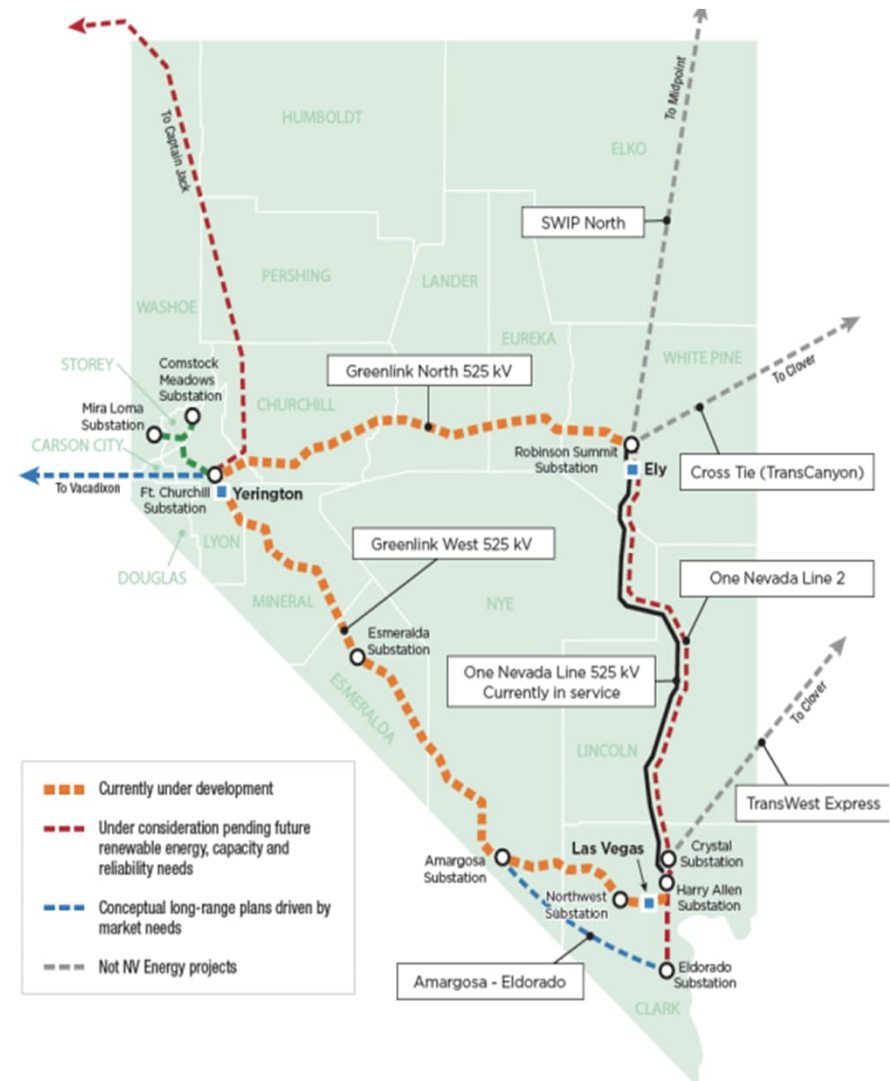 To Captain Jack
To Midpoint
HUMBOLDT
ELKO
SWIP North
PERSHING
LANDER
WASHOE
EUREKA
WHITE PINE
To Clover
STOREY
Comstock
Meadows
Substation
Greenlink North 525 kV
CHURCHILL
Mira Loma
Substation
CARSON CITY
Robinson Summit
Substation
Ely
Cross Tie (TransCanyon)
To Vacadixon
Ft. Churchill
Substation
Yerington
LYON
Greenlink West 525 kV
DOUGLAS
One Nevada Line 2
MINERAL
NYE
Esmeralda
Substation
One Nevada Line 525 kV
Currently in service
ESMERALDA
To Clover
LINCOLN
TransWest Express
Currently under development
Under consideration pending future
renewable energy, capacity and
reliability needs
Conceptual long-range plans driven by
market needs
Not NV Energy projects
Las Vegas
Crystal
Substation
Amargosa
Substation
Harry Allen
Substation
Northwest
Substation
Amargosa - Eldorado
Eldorado
Substation
CLARK